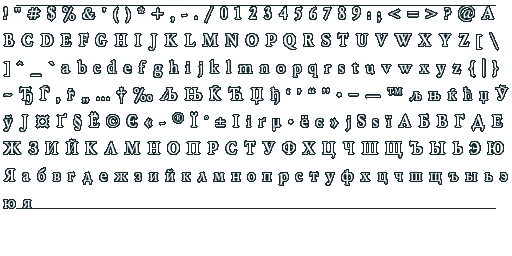 ! " # $ % & ' ( ) * + , - . / 0 1 2 3 4 5 6 7 8 9 : ; < = > ? @ A
B C D E F G H I J K L M N O P Q R S T U V W X Y Z [ \
] ^ _ ` a b c d e f g h i j k l m n o p q r s t u v w x y z { | }
~ Ђ Ѓ , ѓ „ … † ‰ Љ Њ Ќ Ћ Џ ђ ‘ ’ “ ” • – — ™ љ њ ќ ћ џ Ў
ў Ј ¤ Ґ § Ё © Є « - ® Ї ° ± І і ґ µ · ё є » ј Ѕ ѕ ї А Б В Г Д Е
Ж З И Й К Л М Н О П Р С Т У Ф Х Ц Ч Ш Щ Ъ Ы Ь Э Ю
Я а б в г д е ж з и й к л м н о п р с т у ф х ц ч ш щ ъ ы ь э
ю я